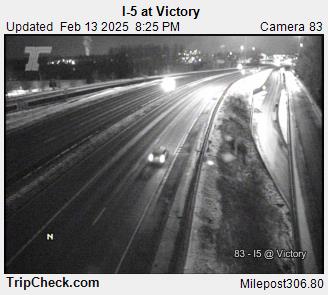 I-5 at Victory
Updated  Feb 13 2025  8:25 PM
Camera 83
T
N
83 - I5 @ Victory
TripCheck.com
Milepost306.80